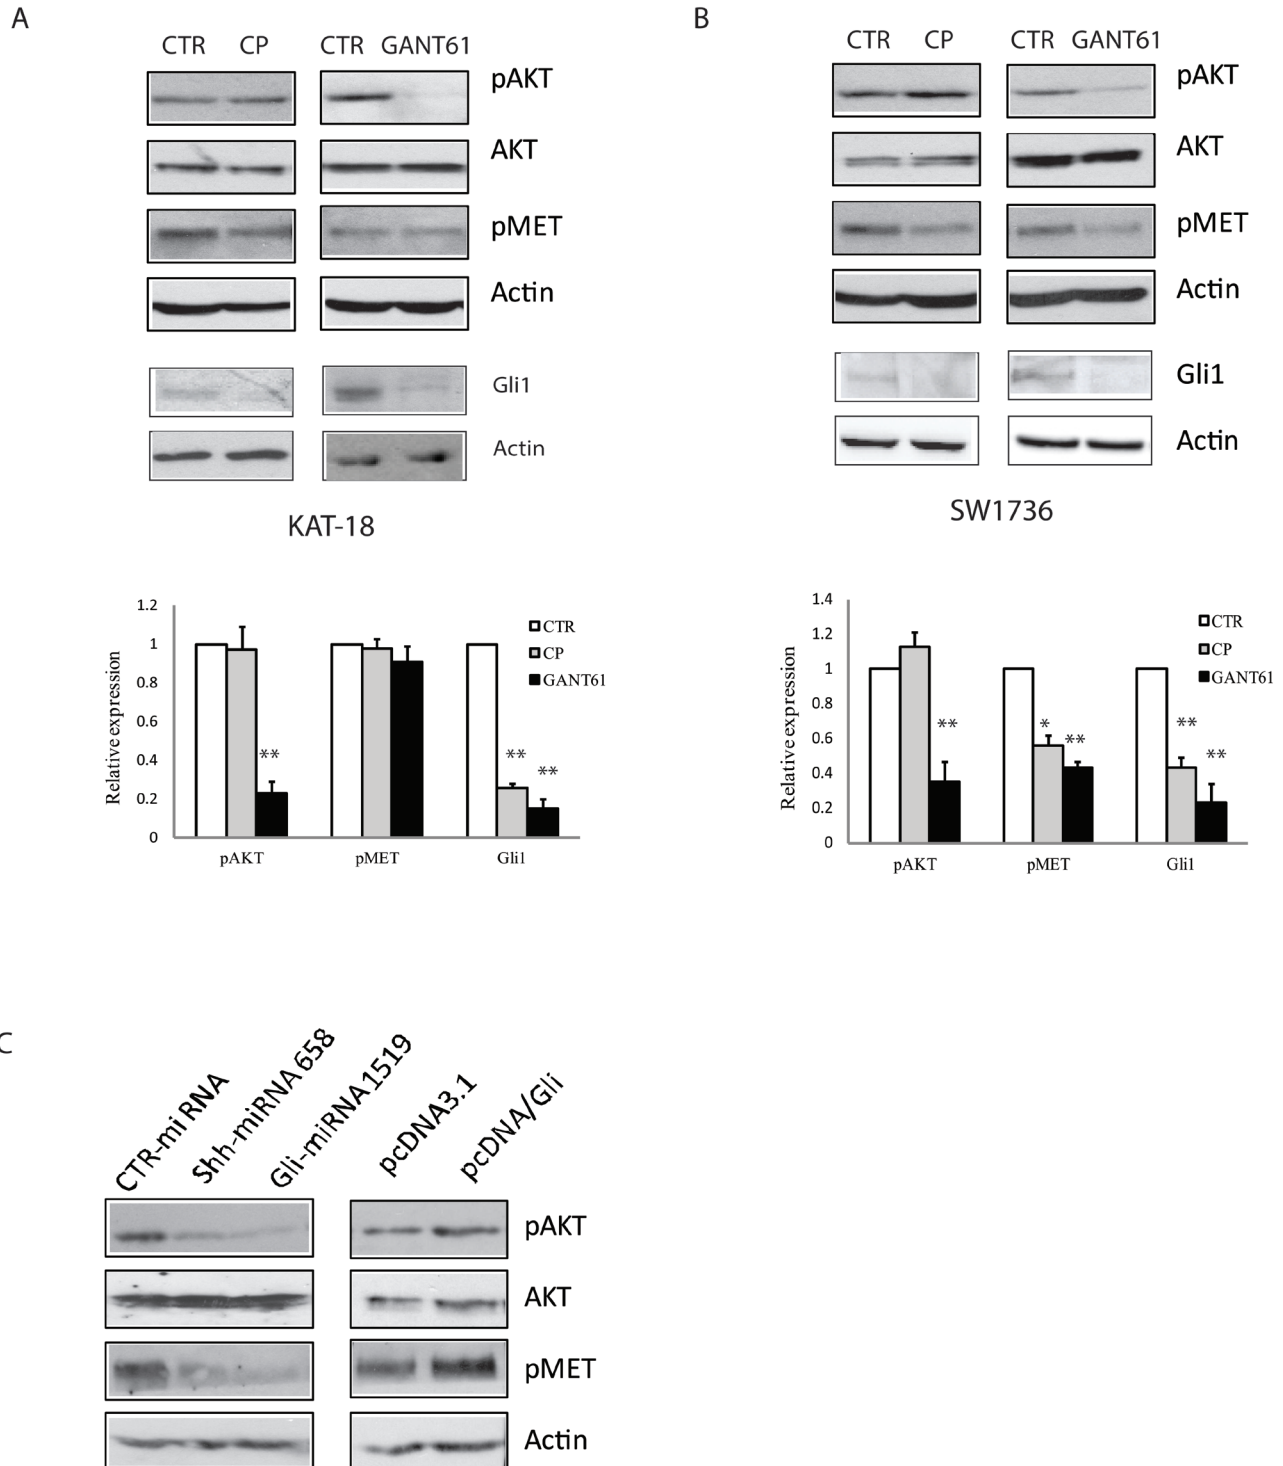 A
CTR CP CTR GANT61
pAKT
AKT
pMET
Actin
Gli1
Actin
KAT-18
1.2
1
0.8
0.6
0.4
0.2
0
Relative expression
CTR
CP
GANT61
**
**
**
pAKT pMET Gli1
B
CTR CP CTR GANT61
pAKT
AKT
pMET
Actin
Gli1
Actin
SW1736
1.4
1.2
1
0.8
0.6
0.4
0.2
0
Relative expression
CTR
CP
GANT61
**
*
**
**
**
pAKT pMET Gli1
C
CTR-mi RNA
Shh-miRNA 658
Gli-miRNA 1519
pcDNA3.1
pcDNA/Gli
pAKT
AKT
pMET
Actin